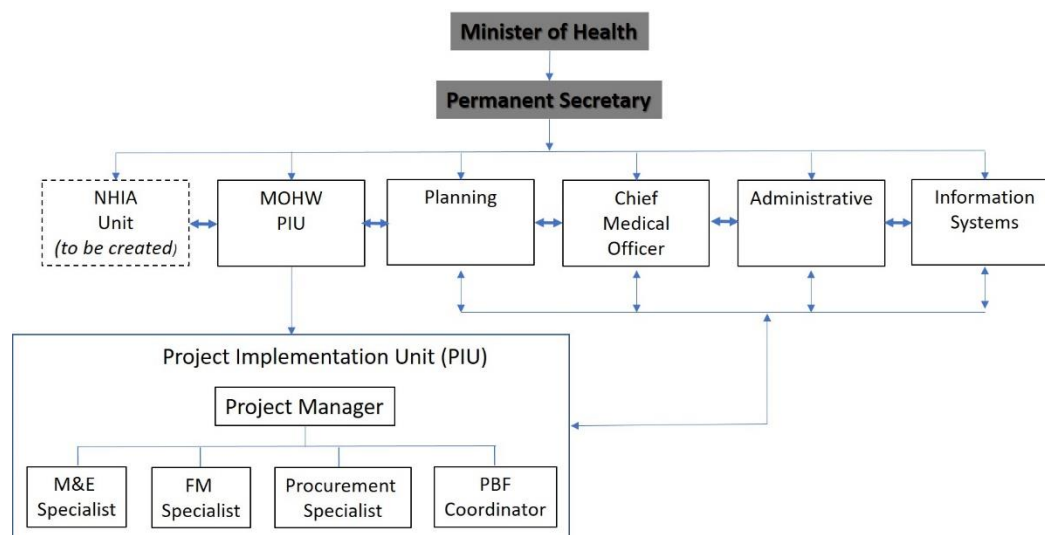 Minister of Health
Permanent Secretary
NHIA
Unit
(to be created)
MOHW
PIU
Planning
Chief
Medical
Officer
Administrative
Information
Systems
Project Implementation Unit (PIU)
Project Manager
M&E
Specialist
FM
Specialist
Procurement
Specialist
PBF
Coordinator